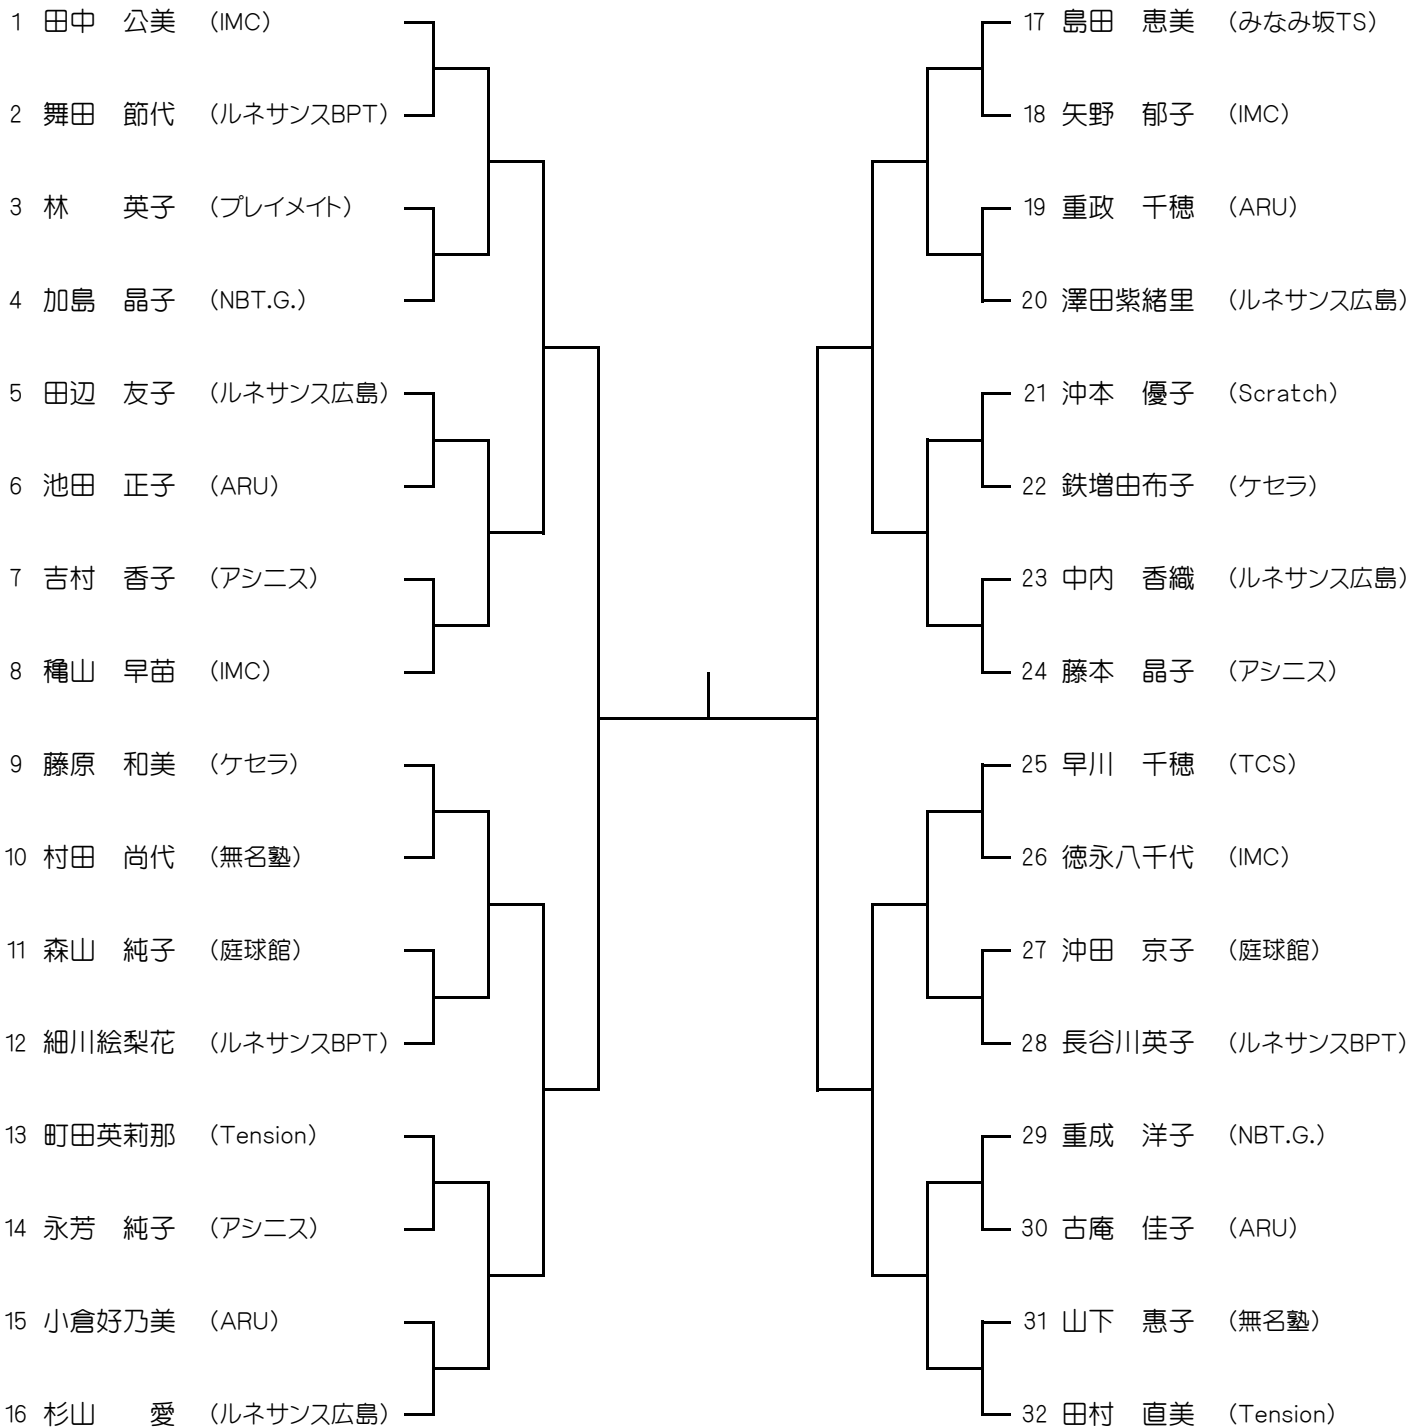 1 田中　公美 (IMC)
2 舞田　節代 (ルネサンスBPT)
3 林　　英子 (プレイメイト)
4 加島　晶子 (NBT.G.)
5 田辺　友子 (ルネサンス広島)
6 池田　正子 (ARU)
7 吉村　香子 (アシニス)
8 穐山　早苗 (IMC)
9 藤原　和美 (ケセラ)
10 村田　尚代 (無名塾)
11 森山　純子 (庭球館)
12 細川絵梨花 (ルネサンスBPT)
13 町田英莉那 (Tension)
14 永芳　純子 (アシニス)
15 小倉好乃美 (ARU)
16 杉山　　愛 (ルネサンス広島)
17 島田　恵美 (みなみ坂TS)
18 矢野　郁子 (IMC)
19 重政　千穂 (ARU)
20 澤田紫緒里 (ルネサンス広島)
21 沖本　優子 (Scratch)
22 鉄増由布子 (ケセラ)
23 中内　香織 (ルネサンス広島)
24 藤本　晶子 (アシニス)
25 早川　千穂 (TCS)
26 徳永八千代 (IMC)
27 沖田　京子 (庭球館)
28 長谷川英子 (ルネサンスBPT)
29 重成　洋子 (NBT.G.)
30 古庵　佳子 (ARU)
31 山下　惠子 (無名塾)
32 田村　直美 (Tension)